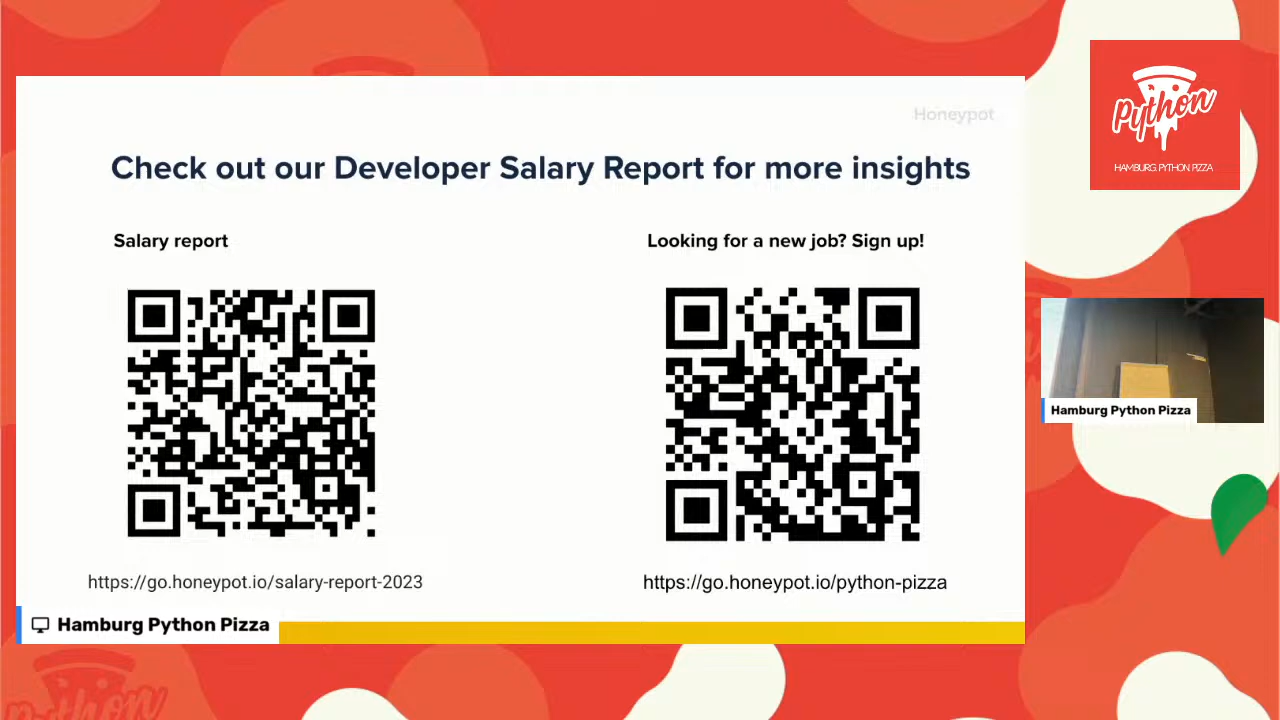 Honeypot
Check out our Developer Salary Report for more insights
Salary report
Looking for a new job? Sign up!
https://go.honeypot.io/salary-report-2023
https://go.honeypot.io/python-pizza
Hamburg Python Pizza
Python
HAMBURG PYTHON PIZZA
Hamburg Python Pizza
Python